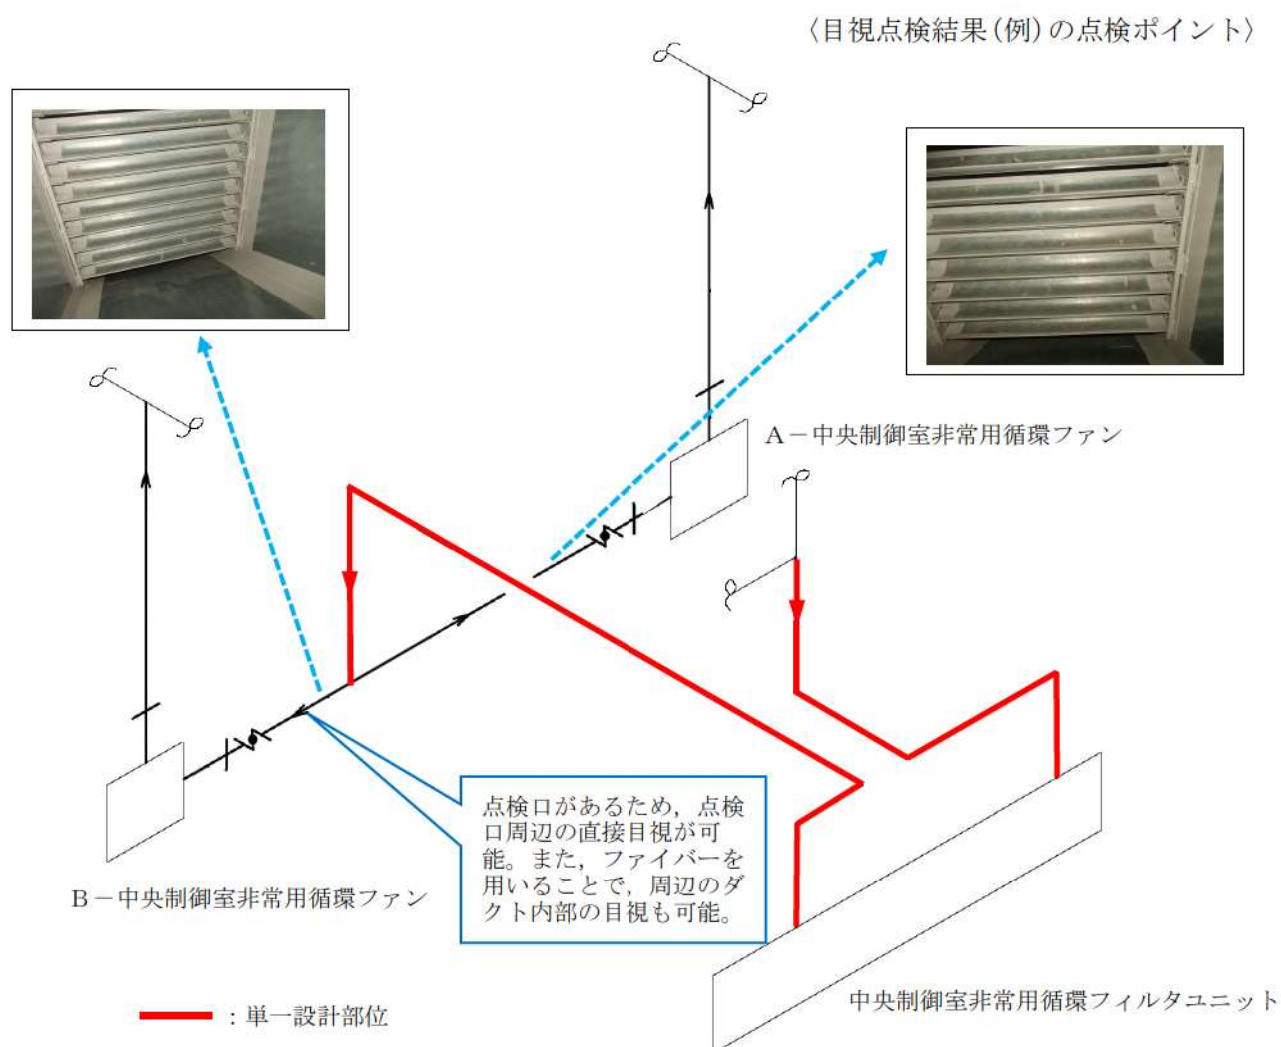 〈目視点検結果(例)の点検ポイント〉
A－中央制御室非常用循環ファン
点検口があるため，点検
口周辺の直接目視が可
能。また，ファイバーを
用いることで，周辺のダ
クト内部の目視も可能。
B－中央制御室非常用循環ファン
中央制御室非常用循環フィルタユニット
：単一設計部位